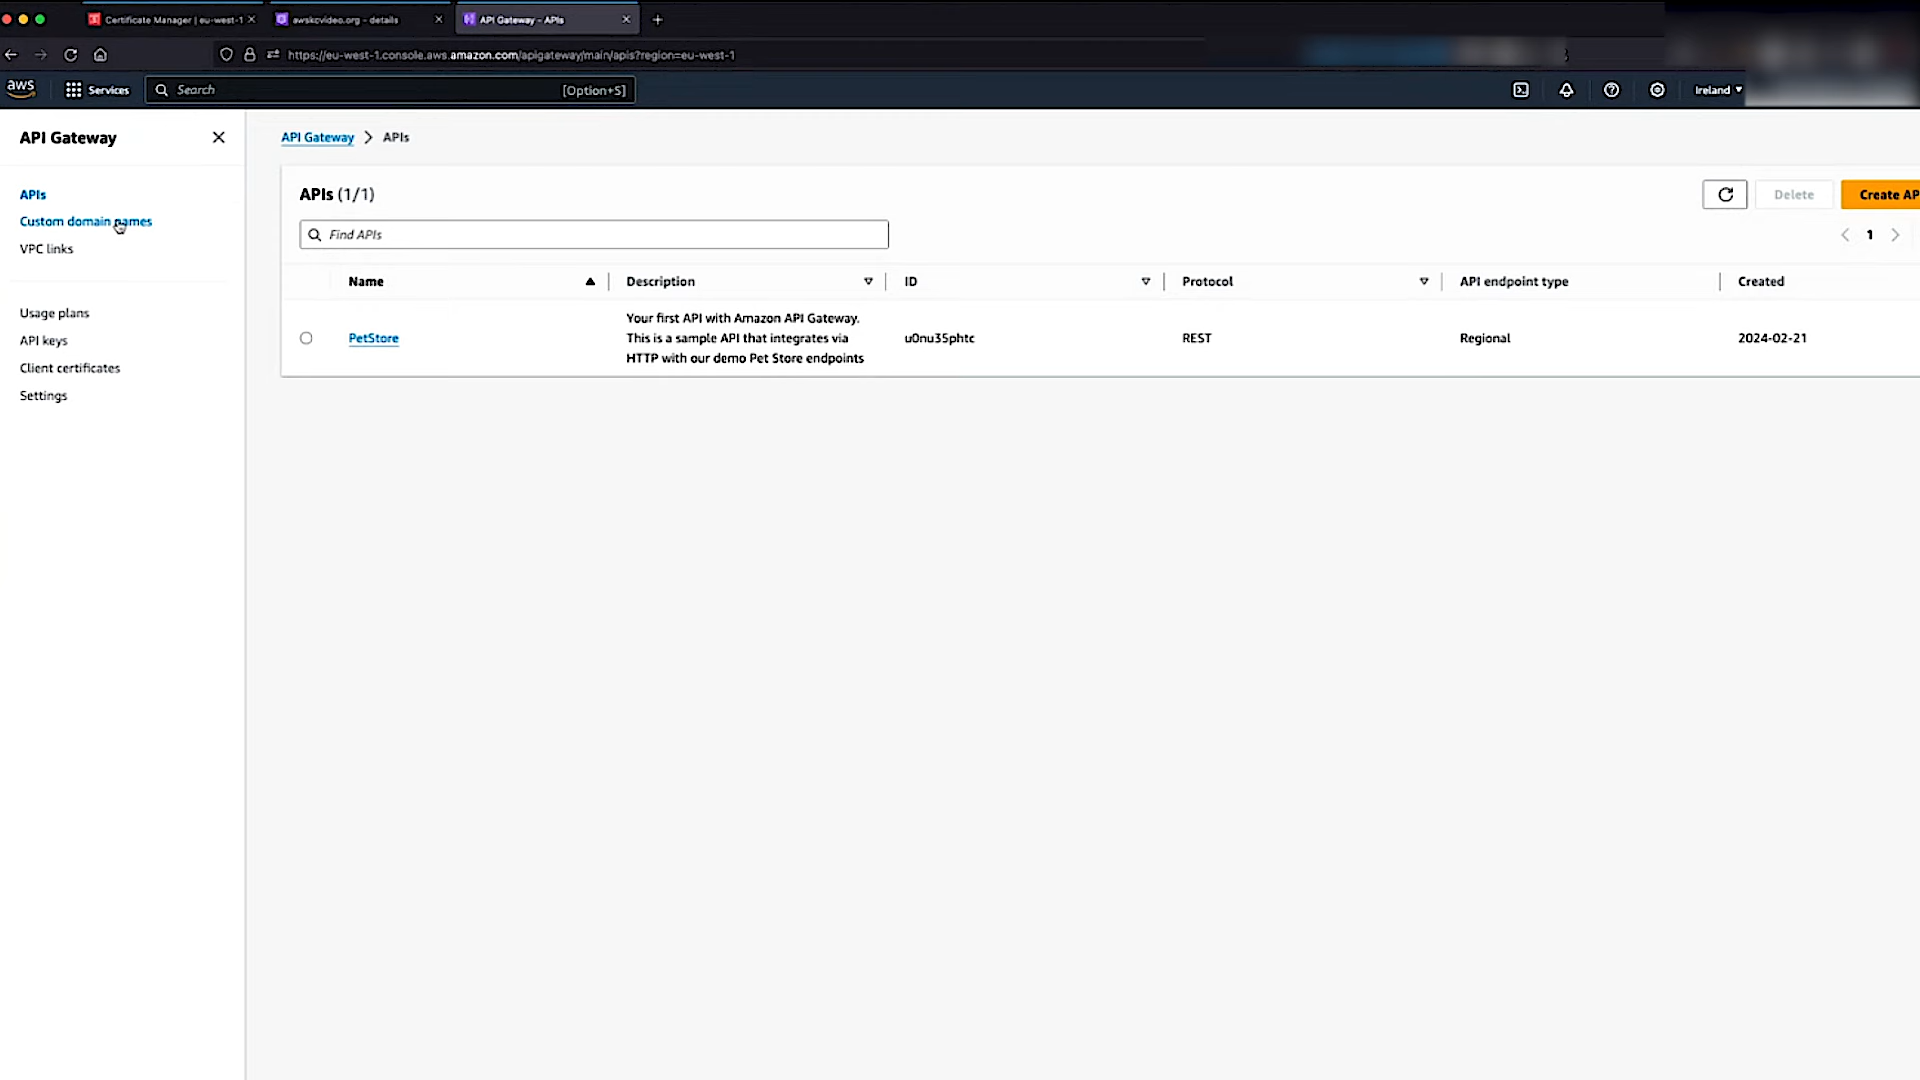 Certificate Manager | eu-west-1
awskcvideo.org - details
API Gateway - APIs
https://eu-west-1.console.aws.amazon.com/apigateway/main/apis?region=eu-west-1
aws
Services
Search
[Option+S]
Ireland
API Gateway
API Gateway
APIs
APIs
Custom domain names
VPC links
Usage plans
API keys
Client certificates
Settings
APIs (1/1)
Delete
Create AP
Find APIs
1
Name
Description
ID
Protocol
API endpoint type
Created
PetStore
Your first API with Amazon API Gateway.
This is a sample API that integrates via
HTTP with our demo Pet Store endpoints
u0nu35phtc
REST
Regional
2024-02-21